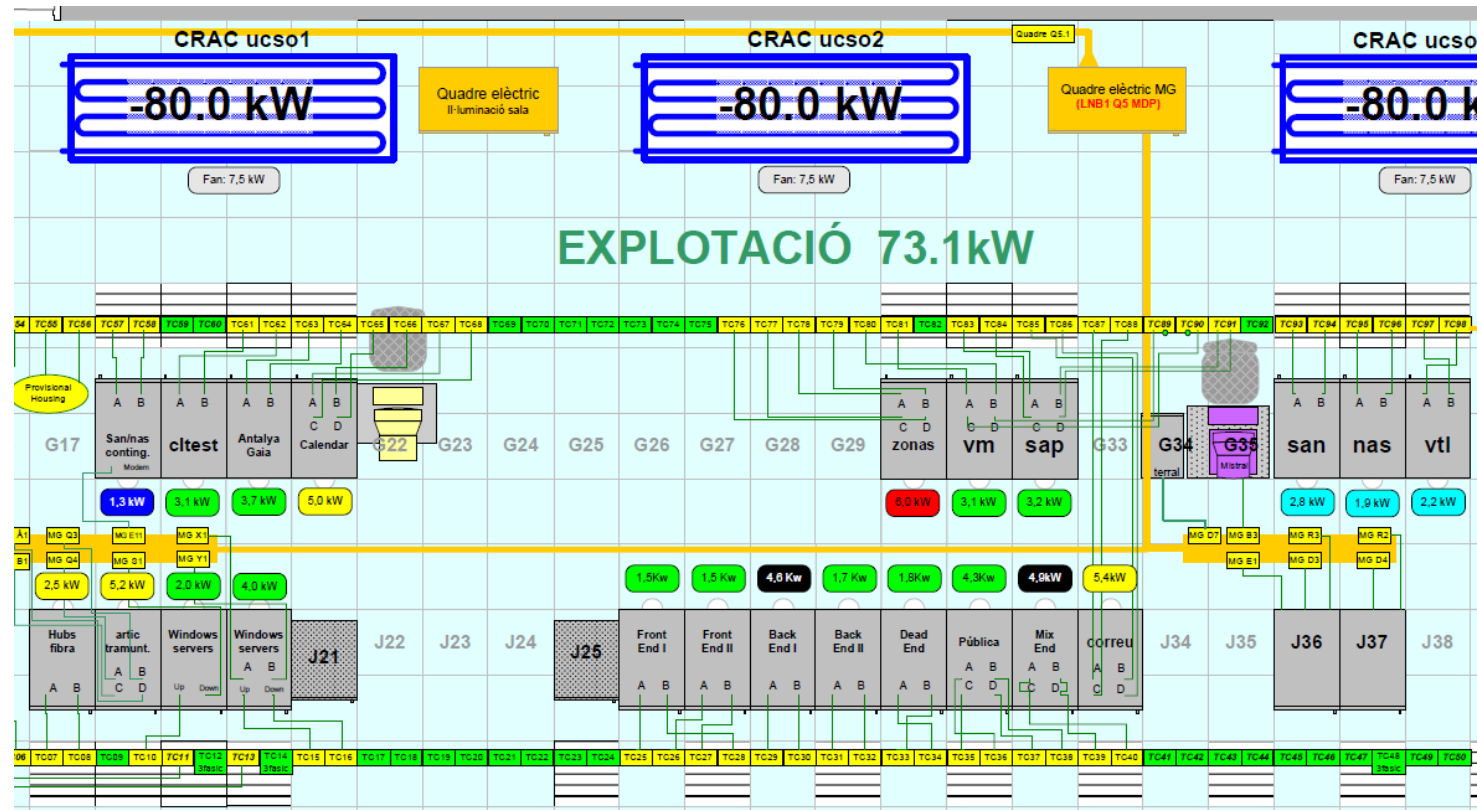 CRAC ucso1
CRAC ucso2
Quadre Q5.1
CRAC ucso
-80.0 kW
Quadre elèctric
Il·luminació sala
-80.0 kW
Quadre elèctric MG
(LNB1 Q5 MDP)
-80.0 k
Fan: 7,5 kW
Fan: 7,5 kW
Fan: 7,5 kW
EXPLOTACIÓ 73.1kW
54 TC55 TC56 TC57 TC58 TC59 TC60 TC61 TC62 TC63 TC64 TC65 TC66 TC67 TC68 TC69 TC70 TC71 TC72 TC73 TC74 TC75 TC76 TC77 TC78 TC79 TC80 TC81 TC82 TC83 TC84 TC85 TC86 TC87 TC88 TC89 TC90 TC91 TC92 TC93 TC94 TC95 TC96 TC97 TC98
Provisional
Housing
A B A B A B A B A B A B A B A B A B A B
C D C D C D C D
G17
San/nas
conting.
Modem
cltest
Antalya
Gaia
Calendar
G22 G23 G24 G25 G26 G27 G28 G29
zonas
vm
sap
G33
G34
terral
G35
Mistral
san
nas
vtl
1,3 kW 3,1 kW 3,7 kW 5,0 kW 6,0 kW 3,1 kW 3,2 kW 2,8 kW 1,9 kW 2,2 kW
Å1 MG Q3 MG E11 MG X1 MG D7 MG B3 MG R3 MG R2
B1 MG Q4 MG S1 MG Y1 MG E1 MG D3 MG D4
2,5 kW 5,2 kW 2,0 kW 4,0 kW 1,5Kw 1,5 Kw 4,6 Kw 1,7 Kw 1,8Kw 4,3Kw 4,9kW 5,4kW
Hubs
fibra
A B
artic
tramunt.
A B
C D
Windows
servers
Up Down
Windows
servers
A B
Up Down
J21
J22 J23 J24
J25
Front
End I
A B
Front
End II
A B
Back
End I
A B
Back
End II
A B
Dead
End
A B
Pública
A B
C D
Mix
End
A B
C D
correu
A B
C D
J34 J35 J36 J37 J38
06 TC07 TC08 TC09 TC10 TC11 TC12 TC13 TC14 TC15 TC16 TC17 TC18 TC19 TC20 TC21 TC22 TC23 TC24 TC25 TC26 TC27 TC28 TC29 TC30 TC31 TC32 TC33 TC34 TC35 TC36 TC37 TC38 TC39 TC40 TC41 TC42 TC43 TC44 TC45 TC46 TC47 TC48 TC49 TC50
3fasic 3fasic 3fasic